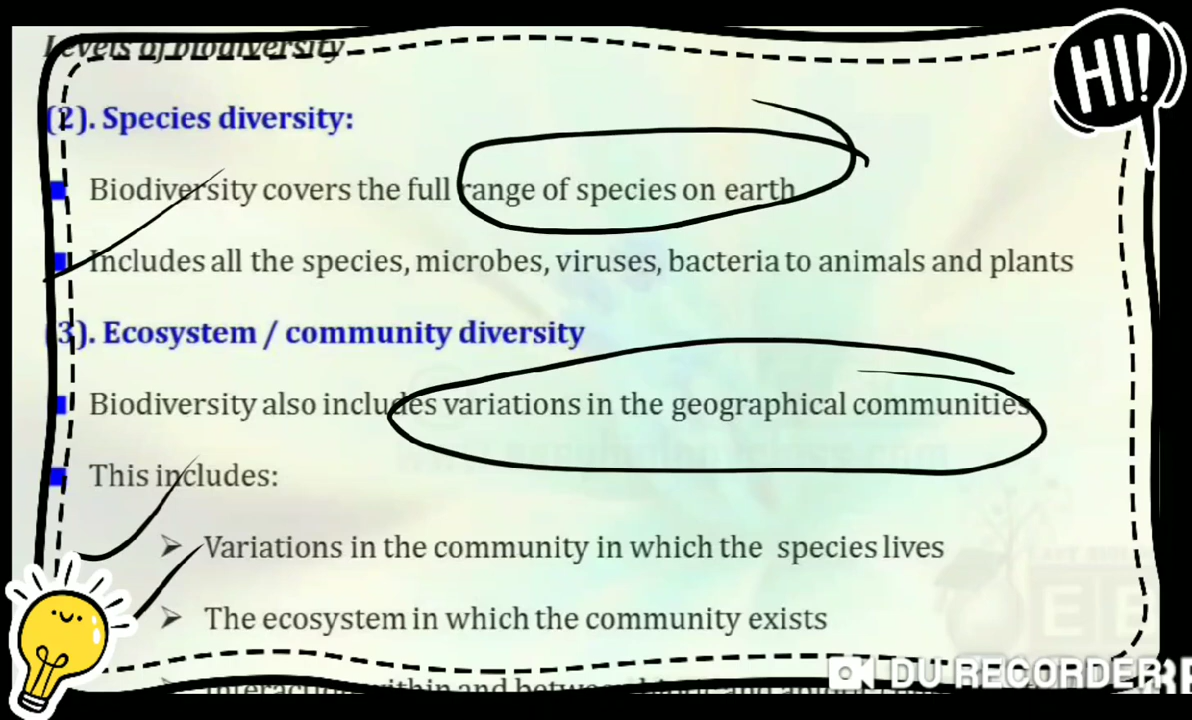 Levels of biodiversity
HI!
(2). Species diversity:
Biodiversity covers the full range of species on earth
Includes all the species, microbes, viruses, bacteria to animals and plants
(3). Ecosystem / community diversity
Biodiversity also includes variations in the geographical communities
This includes:
Variations in the community in which the species lives
The ecosystem in which the community exists
within and
DU RECORDER